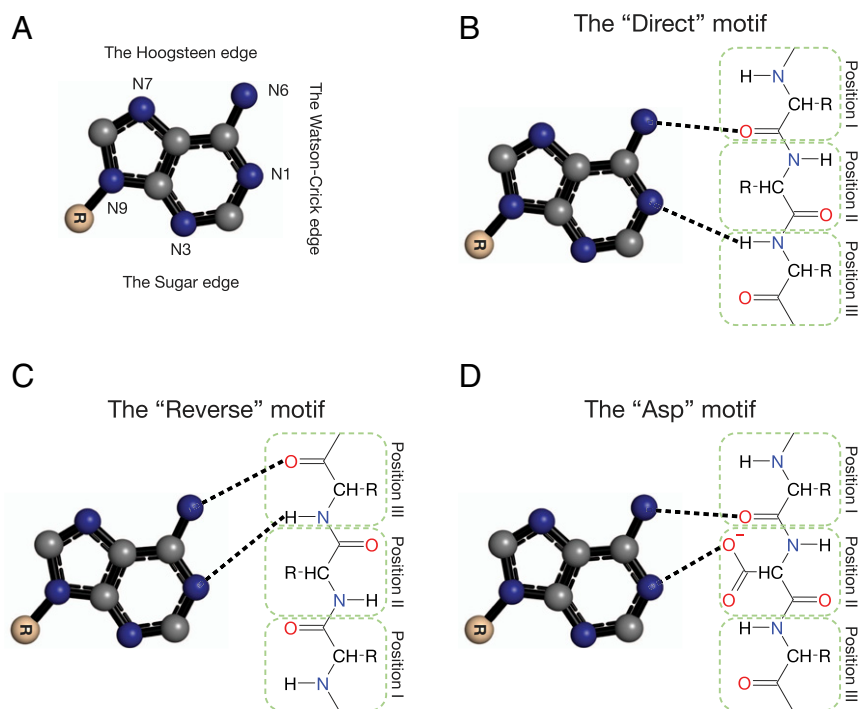 A
The Hoogsteen edge
N7
N6
The Watson-Crick edge
N1
N9
R
N3
The Sugar edge
B
The “Direct” motif
H N
CH-R
O
Position I
N H
R-HC
O
Position II
H N
CH-R
O
Position III
R
C
The “Reverse” motif
O
CH-R
H N
Position III
O
R-HC
N H
Position II
O
CH-R
H N
Position I
R
D
The “Asp” motif
H N
CH-R
O
Position I
O−
N H
HC
O
O
Position II
H N
CH-R
O
Position III
R